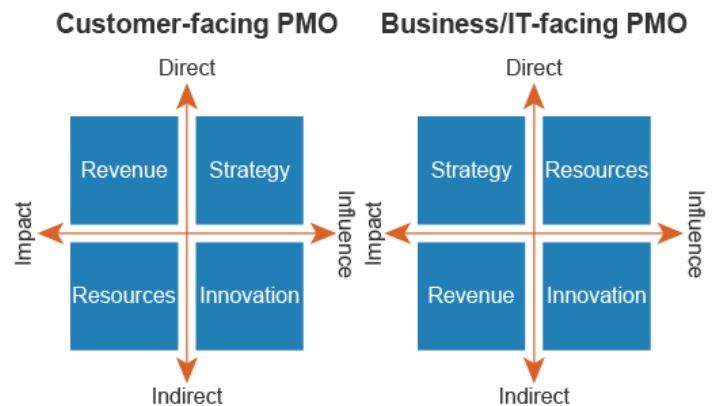 Customer-facing PMO
Direct
Revenue
Strategy
Impact
Influence
Resources
Innovation
Indirect
Business/IT-facing PMO
Direct
Strategy
Resources
Impact
Influence
Revenue
Innovation
Indirect